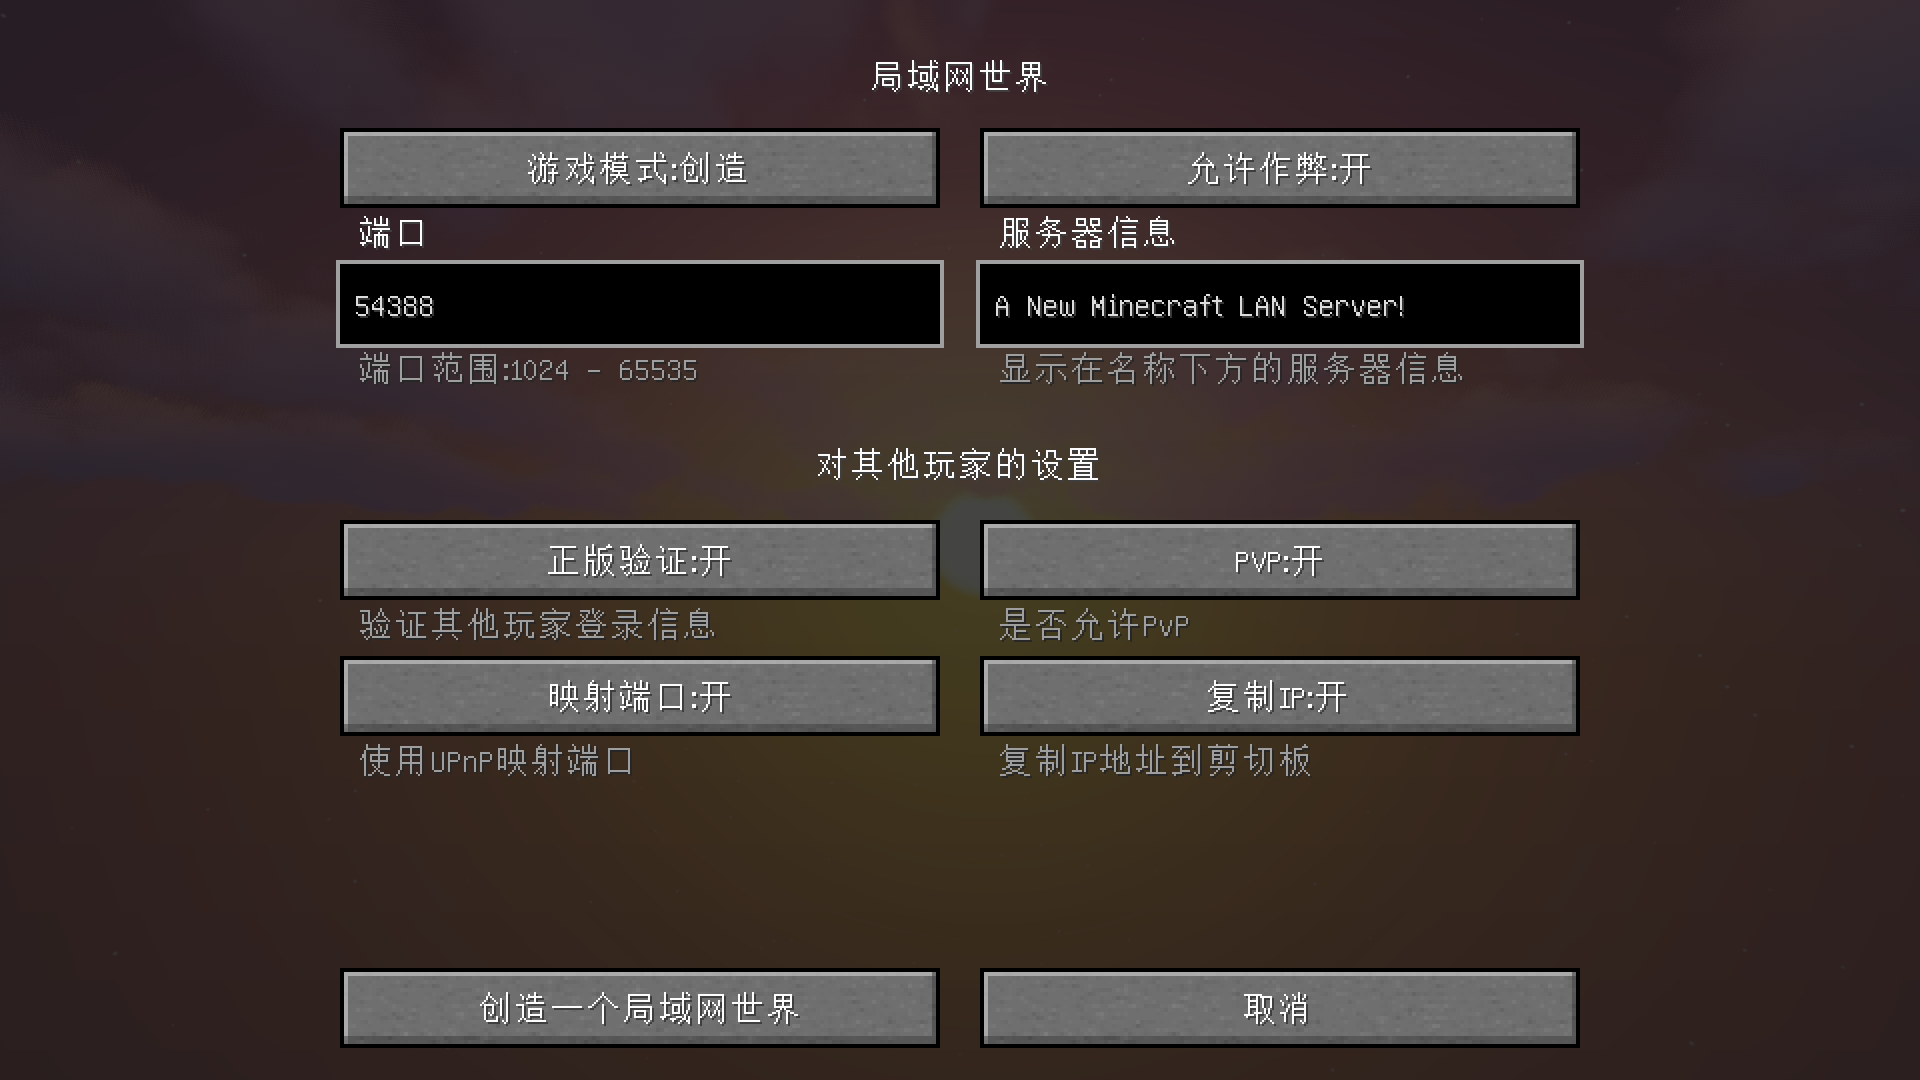 局域网世界
游戏模式:创造
允许作弊:开
端口
服务器信息
54388
A New Minecraft LAN Server!
端口范围:1024 - 65535
显示在名称下方的服务器信息
对其他玩家的设置
正版验证:开
PVP:开
验证其他玩家登录信息
是否允许PvP
映射端口:开
复制IP:开
使用UPnP映射端口
复制IP地址到剪切板
创造一个局域网世界
取消